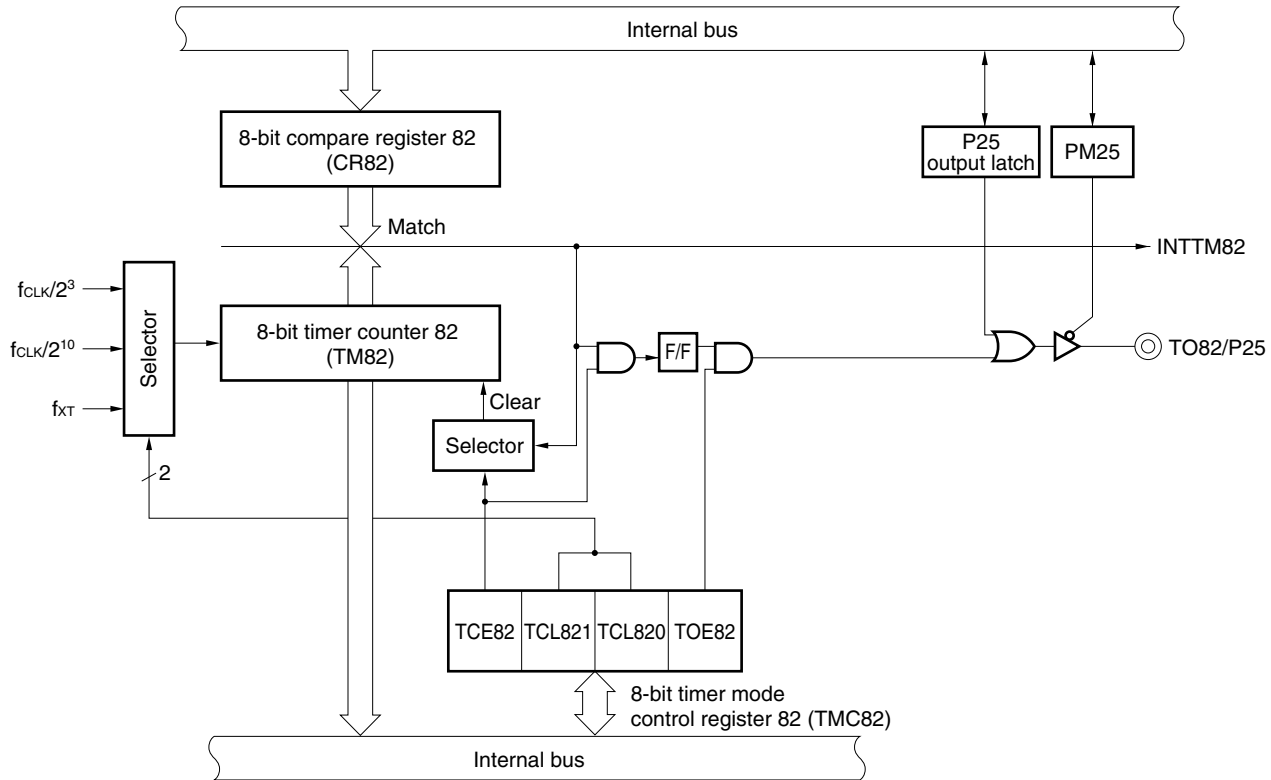 Internal bus
8-bit compare register 82
(CR82)
P25
output latch
PM25
Match
INTTM82
fCLK/2³
fCLK/2¹⁰
fXT
Selector
8-bit timer counter 82
(TM82)
F/F
TO82/P25
Clear
Selector
2
TCE82
TCL821
TCL820
TOE82
8-bit timer mode
control register 82 (TMC82)
Internal bus